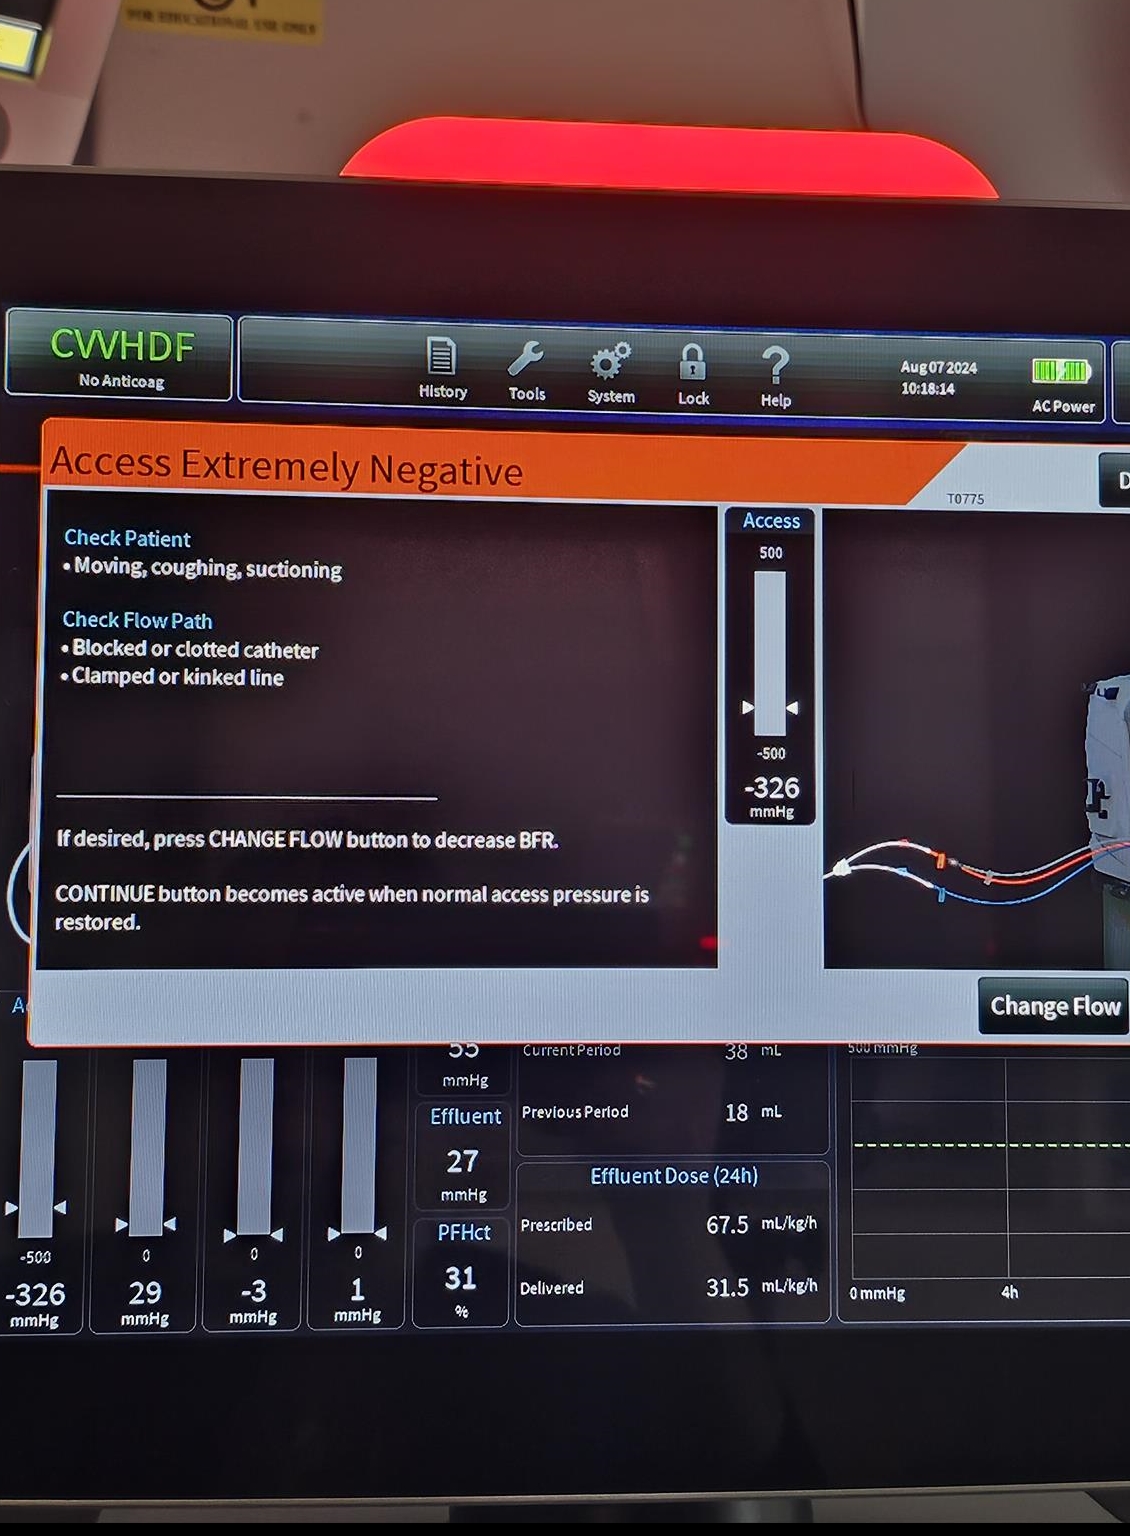 FOR EDUCATIONAL USE ONLY
CVVHDF
No Anticoag
History
Tools
System
Lock
Help
Aug 07 2024
10:18:14
AC Power
Access Extremely Negative
T0775
D
Check Patient
• Moving, coughing, suctioning
Check Flow Path
• Blocked or clotted catheter
• Clamped or kinked line
If desired, press CHANGE FLOW button to decrease BFR.
CONTINUE button becomes active when normal access pressure is
restored.
Access
500
-500
-326
mmHg
Change Flow
Ac
-500
-326
mmHg
0
29
mmHg
0
-3
mmHg
0
1
mmHg
55
mmHg
Effluent
27
mmHg
PFHct
31
%
Current Period 38 mL
Previous Period 18 mL
Effluent Dose (24h)
Prescribed 67.5 mL/kg/h
Delivered 31.5 mL/kg/h
500 mmHg
0 mmHg
4h